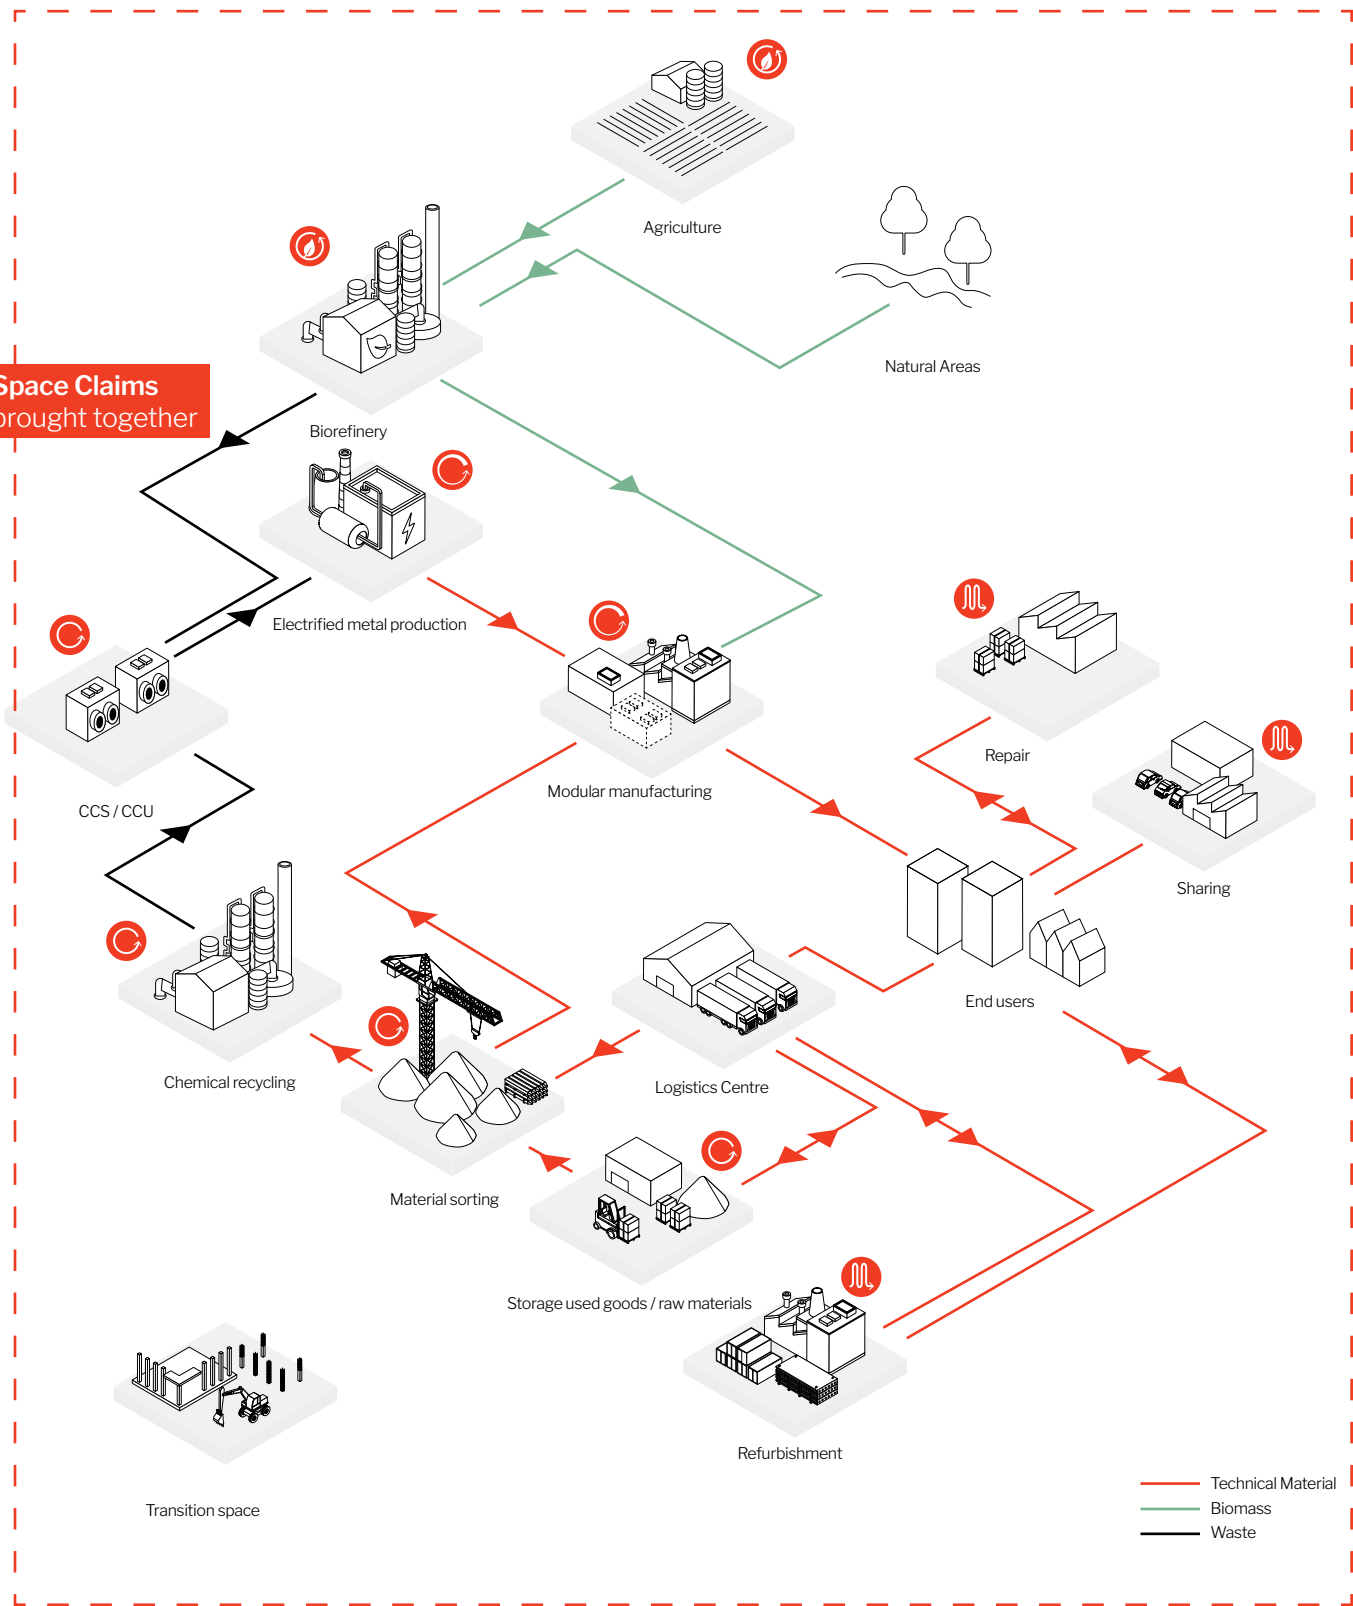 Agriculture
Natural Areas
Space Claims
brought together
Biorefinery
Electrified metal production
Repair
Modular manufacturing
CCS / CCU
Sharing
End users
Chemical recycling
Logistics Centre
Material sorting
Storage used goods / raw materials
Refurbishment
Transition space
Technical Material
Biomass
Waste